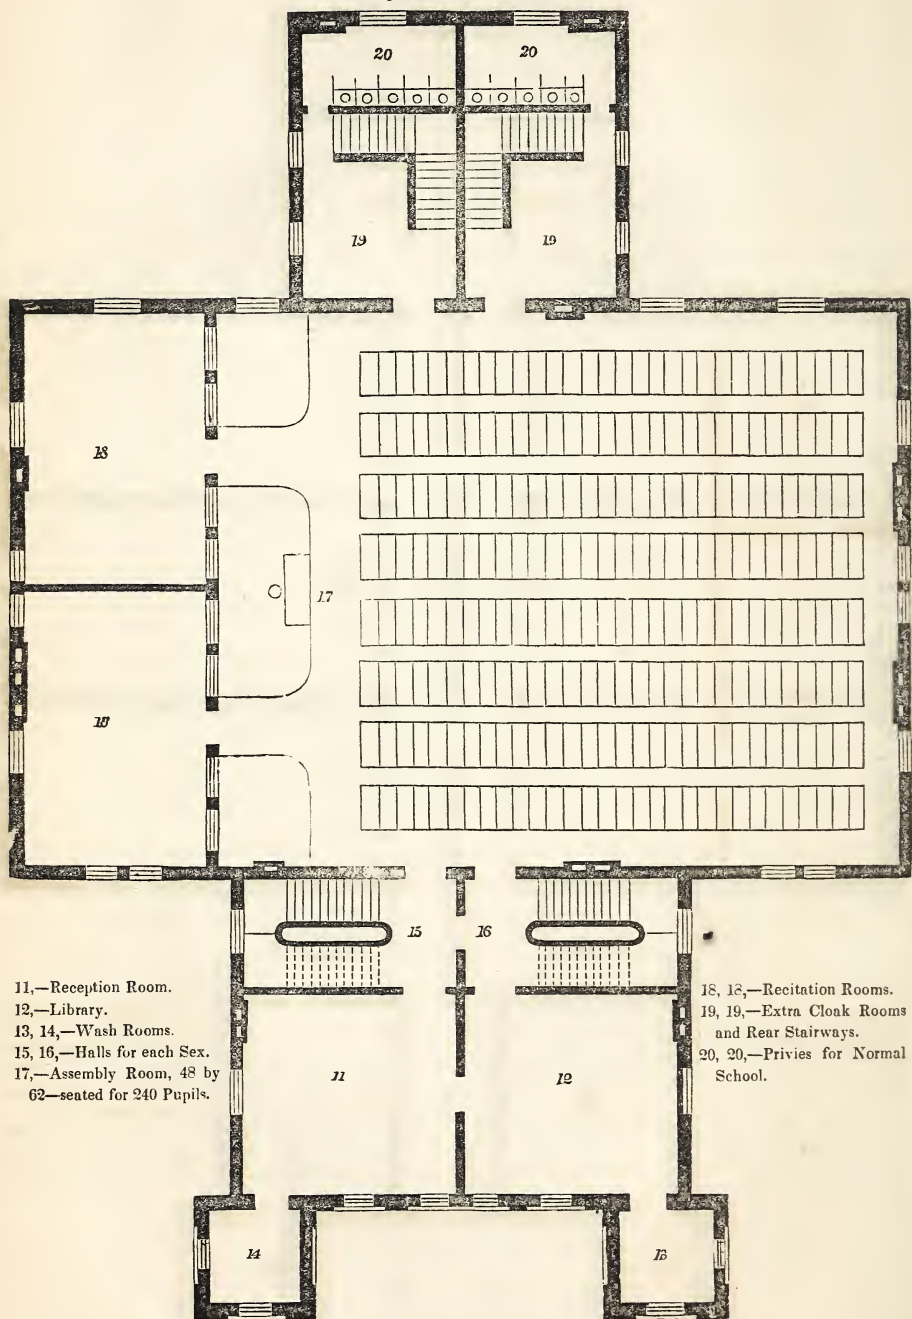 20 20
19 19
18
17
18
15 16
11,—Reception Room.
12,—Library.
13, 14,—Wash Rooms.
15, 16,—Halls for each Sex.
17,—Assembly Room, 48 by
62—seated for 240 Pupils.
18, 18,—Recitation Rooms.
19, 19,—Extra Cloak Rooms
and Rear Stairways.
20, 20,—Privies for Normal
School.
11 12
14 13